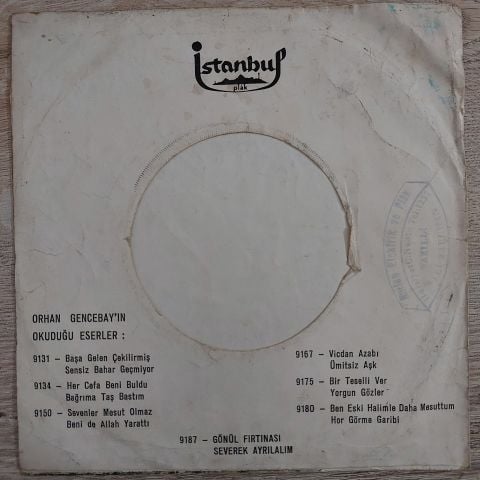 İstanbul
plak
ORHAN GENCEBAY'IN
OKUDUĞU ESERLER :
9131 – Başa Gelen Çekilirmiş
Sensiz Bahar Geçmiyor
9134 – Her Cefa Beni Buldu
Bağrıma Taş Bastım
9150 – Sevenler Mesut Olmaz
Beni de Allah Yarattı
9167 – Vicdan Azabı
Ümitsiz Aşk
9175 – Bir Teselli Ver
Yorgun Gözler
9180 – Ben Eski Halimle Daha Mesuttum
Hor Görme Garibi
9187 – GÖNÜL FIRTINASI
SEVEREK AYRILALIM